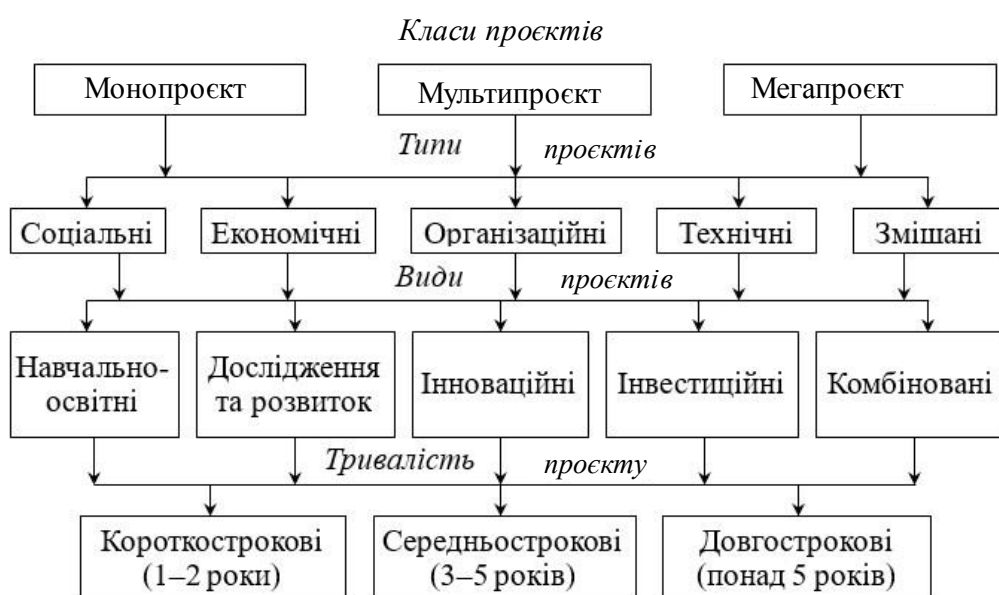 Класи проєктів
Монопроєкт
Мультипроєкт
Мегапроєкт
Типи проєктів
Соціальні
Економічні
Організаційні
Технічні
Змішані
Види проєктів
Навчально-
освітні
Дослідження
та розвиток
Інноваційні
Інвестиційні
Комбіновані
Тривалість проєкту
Короткострокові
(1–2 роки)
Середньострокові
(3–5 років)
Довгострокові
(понад 5 років)